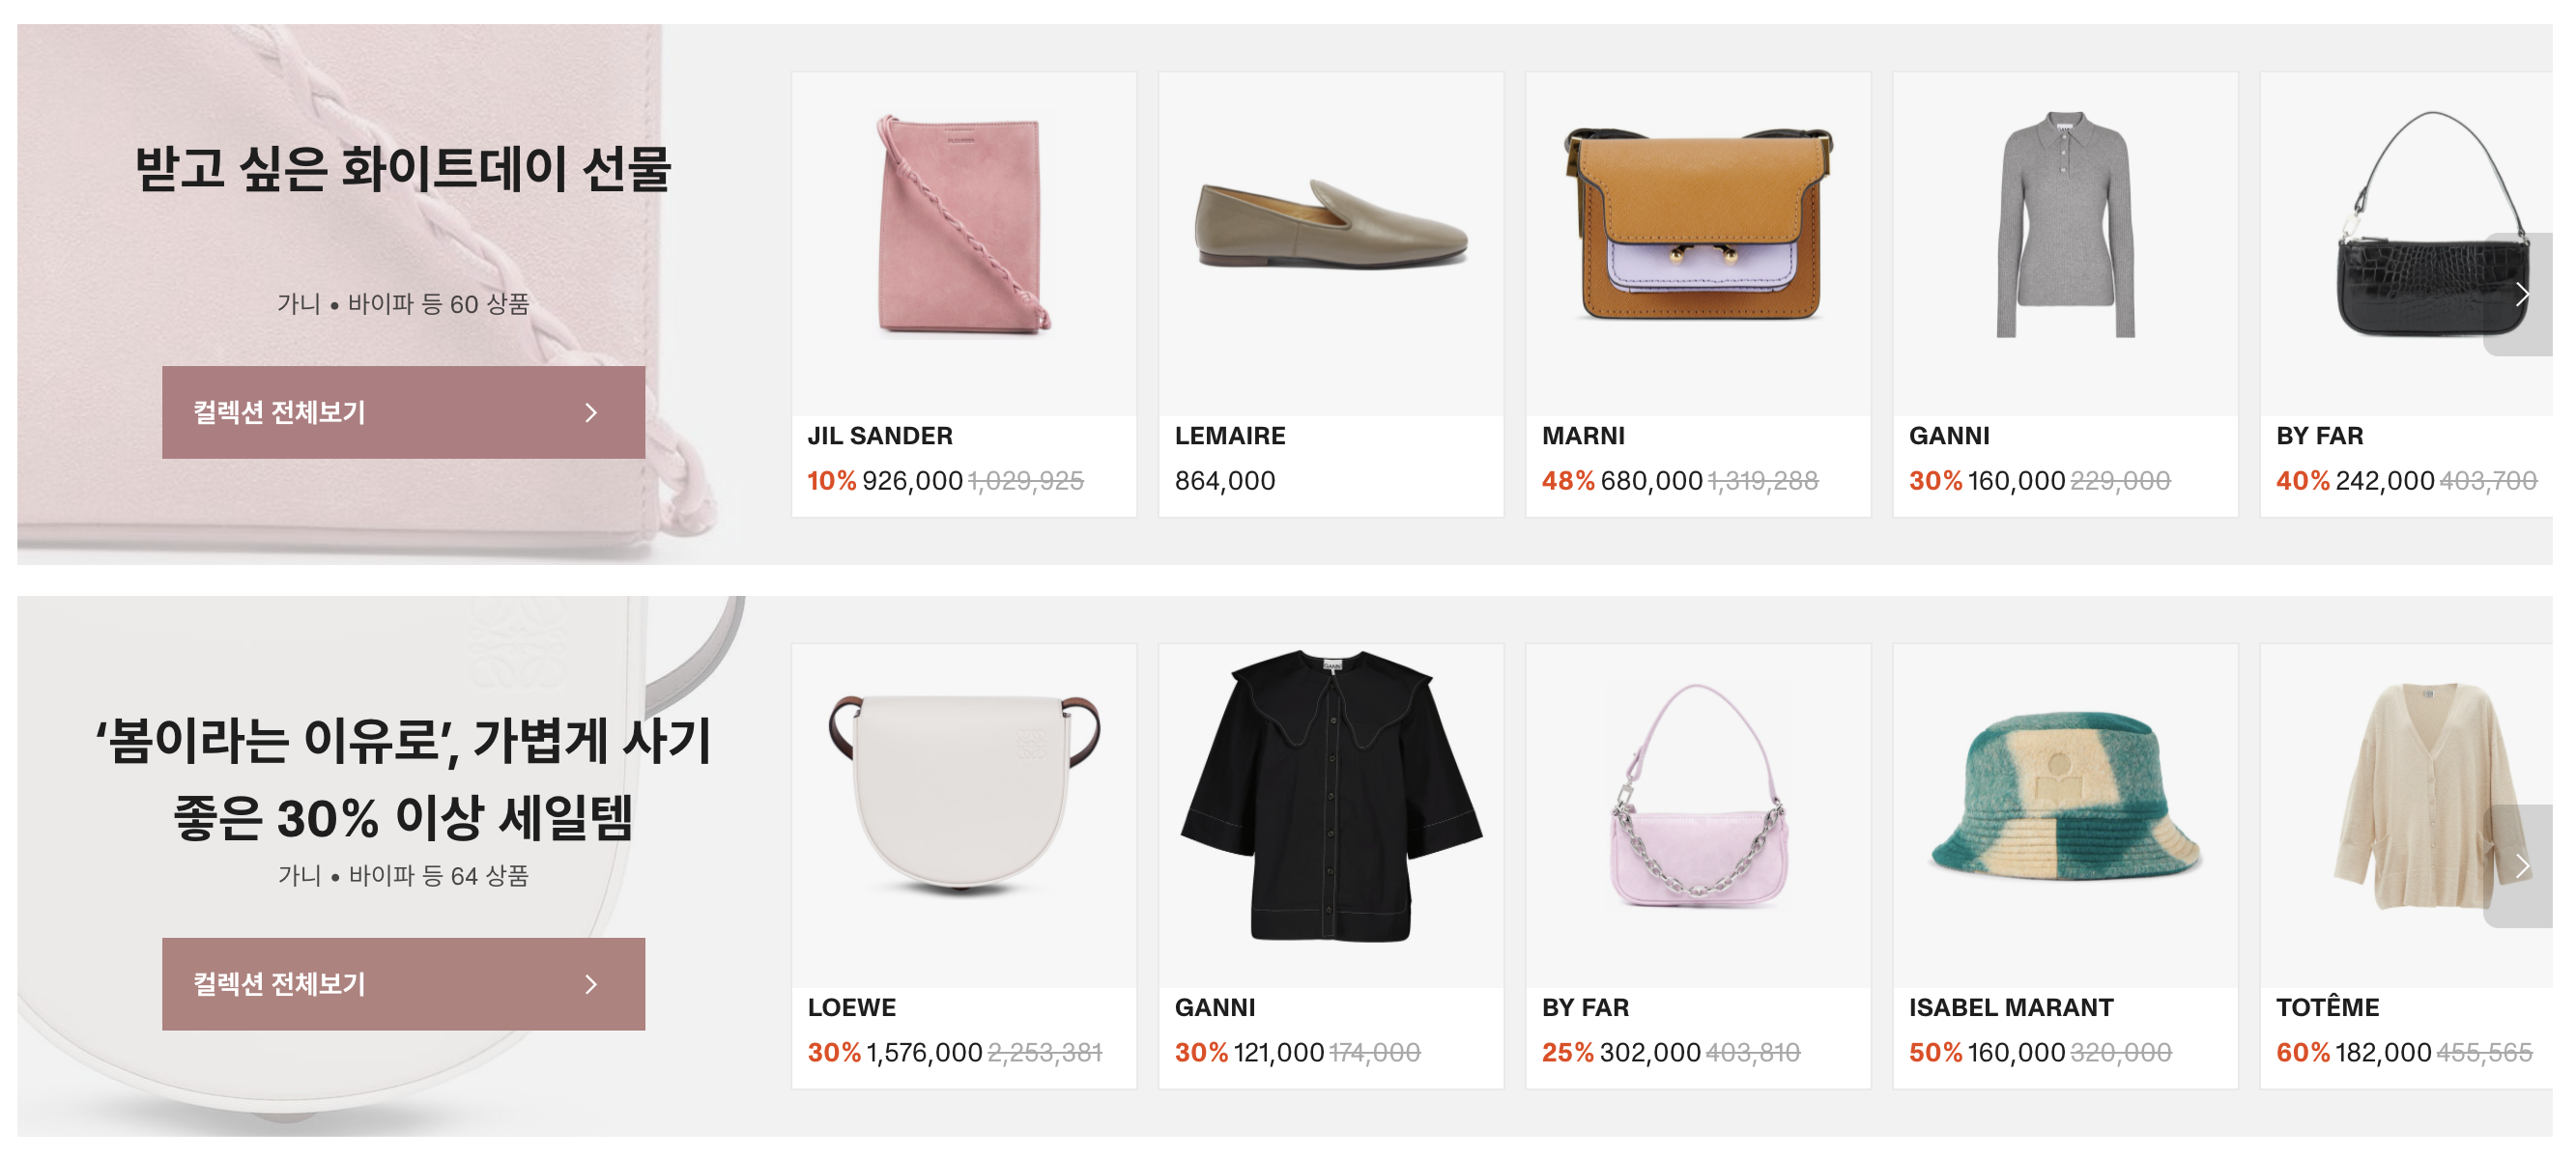 받고 싶은 화이트데이 선물
가니 • 바이파 등 60 상품
컬렉션 전체보기
JIL SANDER
10% 926,000 1,029,925
LEMAIRE
864,000
MARNI
48% 680,000 1,319,288
GANNI
30% 160,000 229,000
BY FAR
40% 242,000 403,700
‘봄이라는 이유로’, 가볍게 사기
좋은 30% 이상 세일템
가니 • 바이파 등 64 상품
컬렉션 전체보기
LOEWE
30% 1,576,000 2,253,381
GANNI
30% 121,000 174,000
BY FAR
25% 302,000 403,810
ISABEL MARANT
50% 160,000 320,000
TOTÊME
60% 182,000 455,565